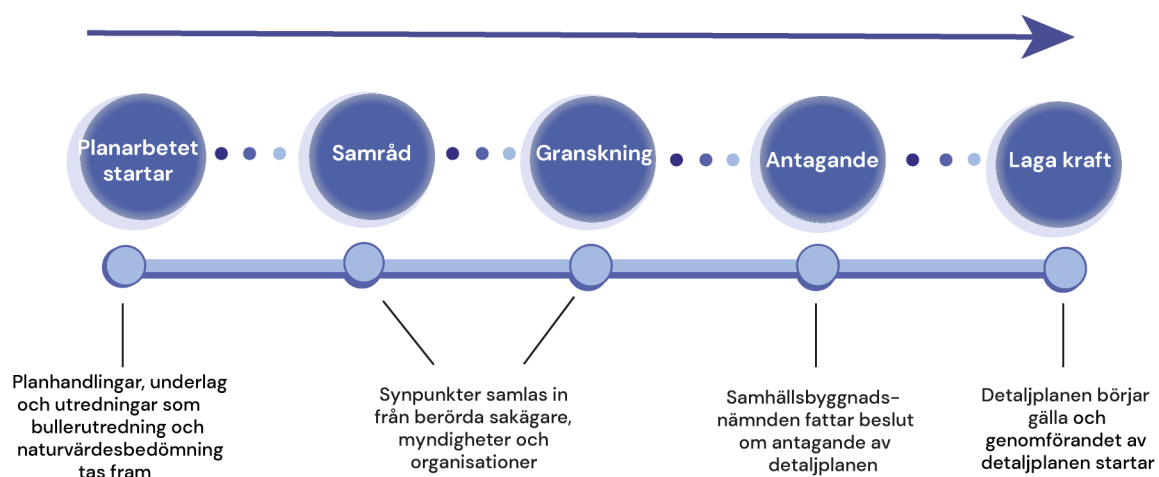 Planarbetet
startar
Samråd
Granskning
Antagande
Laga kraft
Planhandlingar, underlag
och utredningar som
bullerutredning och
naturvärdesbedömning
tas fram
Synpunkter samlas in
från berörda sakägare,
myndigheter och
organisationer
Samhällsbyggnads-
nämnden fattar beslut
om antagande av
detaljplanen
Detaljplanen börjar
gälla och
genomförandet av
detaljplanen startar